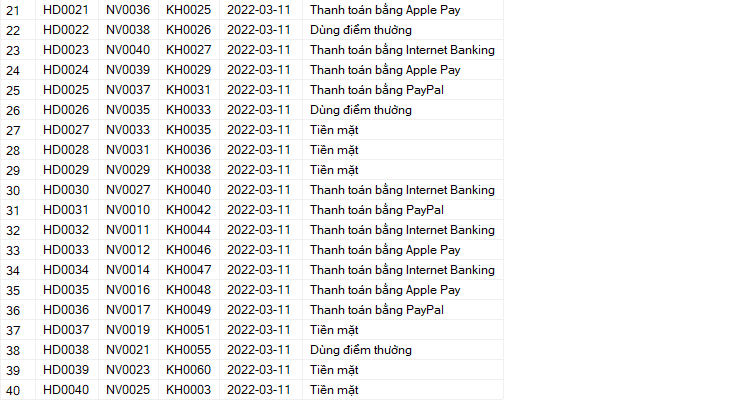 21 HD0021 NV0036 KH0025 2022-03-11 Thanh toán bằng Apple Pay
22 HD0022 NV0038 KH0026 2022-03-11 Dùng điểm thưởng
23 HD0023 NV0040 KH0027 2022-03-11 Thanh toán bằng Internet Banking
24 HD0024 NV0039 KH0029 2022-03-11 Thanh toán bằng Apple Pay
25 HD0025 NV0037 KH0031 2022-03-11 Thanh toán bằng PayPal
26 HD0026 NV0035 KH0033 2022-03-11 Dùng điểm thưởng
27 HD0027 NV0033 KH0035 2022-03-11 Tiền mặt
28 HD0028 NV0031 KH0036 2022-03-11 Tiền mặt
29 HD0029 NV0029 KH0038 2022-03-11 Tiền mặt
30 HD0030 NV0027 KH0040 2022-03-11 Thanh toán bằng Internet Banking
31 HD0031 NV0010 KH0042 2022-03-11 Thanh toán bằng PayPal
32 HD0032 NV0011 KH0044 2022-03-11 Thanh toán bằng Internet Banking
33 HD0033 NV0012 KH0046 2022-03-11 Thanh toán bằng Apple Pay
34 HD0034 NV0014 KH0047 2022-03-11 Thanh toán bằng Internet Banking
35 HD0035 NV0016 KH0048 2022-03-11 Thanh toán bằng Apple Pay
36 HD0036 NV0017 KH0049 2022-03-11 Thanh toán bằng PayPal
37 HD0037 NV0019 KH0051 2022-03-11 Tiền mặt
38 HD0038 NV0021 KH0055 2022-03-11 Dùng điểm thưởng
39 HD0039 NV0023 KH0060 2022-03-11 Tiền mặt
40 HD0040 NV0025 KH0003 2022-03-11 Tiền mặt